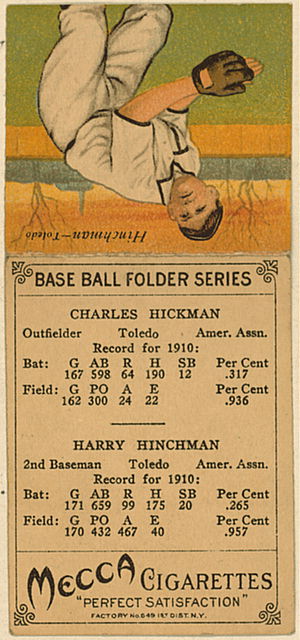 Hinchman—Toledo
BASE BALL FOLDER SERIES
CHARLES HICKMAN
Outfielder Toledo Amer. Assn.
Record for 1910:
Bat: G AB R H SB Per Cent
167 598 64 190 12 .317
Field: G PO A E Per Cent
162 300 24 22 .936
HARRY HINCHMAN
2nd Baseman Toledo Amer. Assn.
Record for 1910:
Bat: G AB R H SB Per Cent
171 659 99 175 20 .265
Field: G PO A E Per Cent
170 432 467 40 .957
MECCA CIGARETTES
"PERFECT SATISFACTION"
FACTORY No. 649 1ST DIST. N.Y.